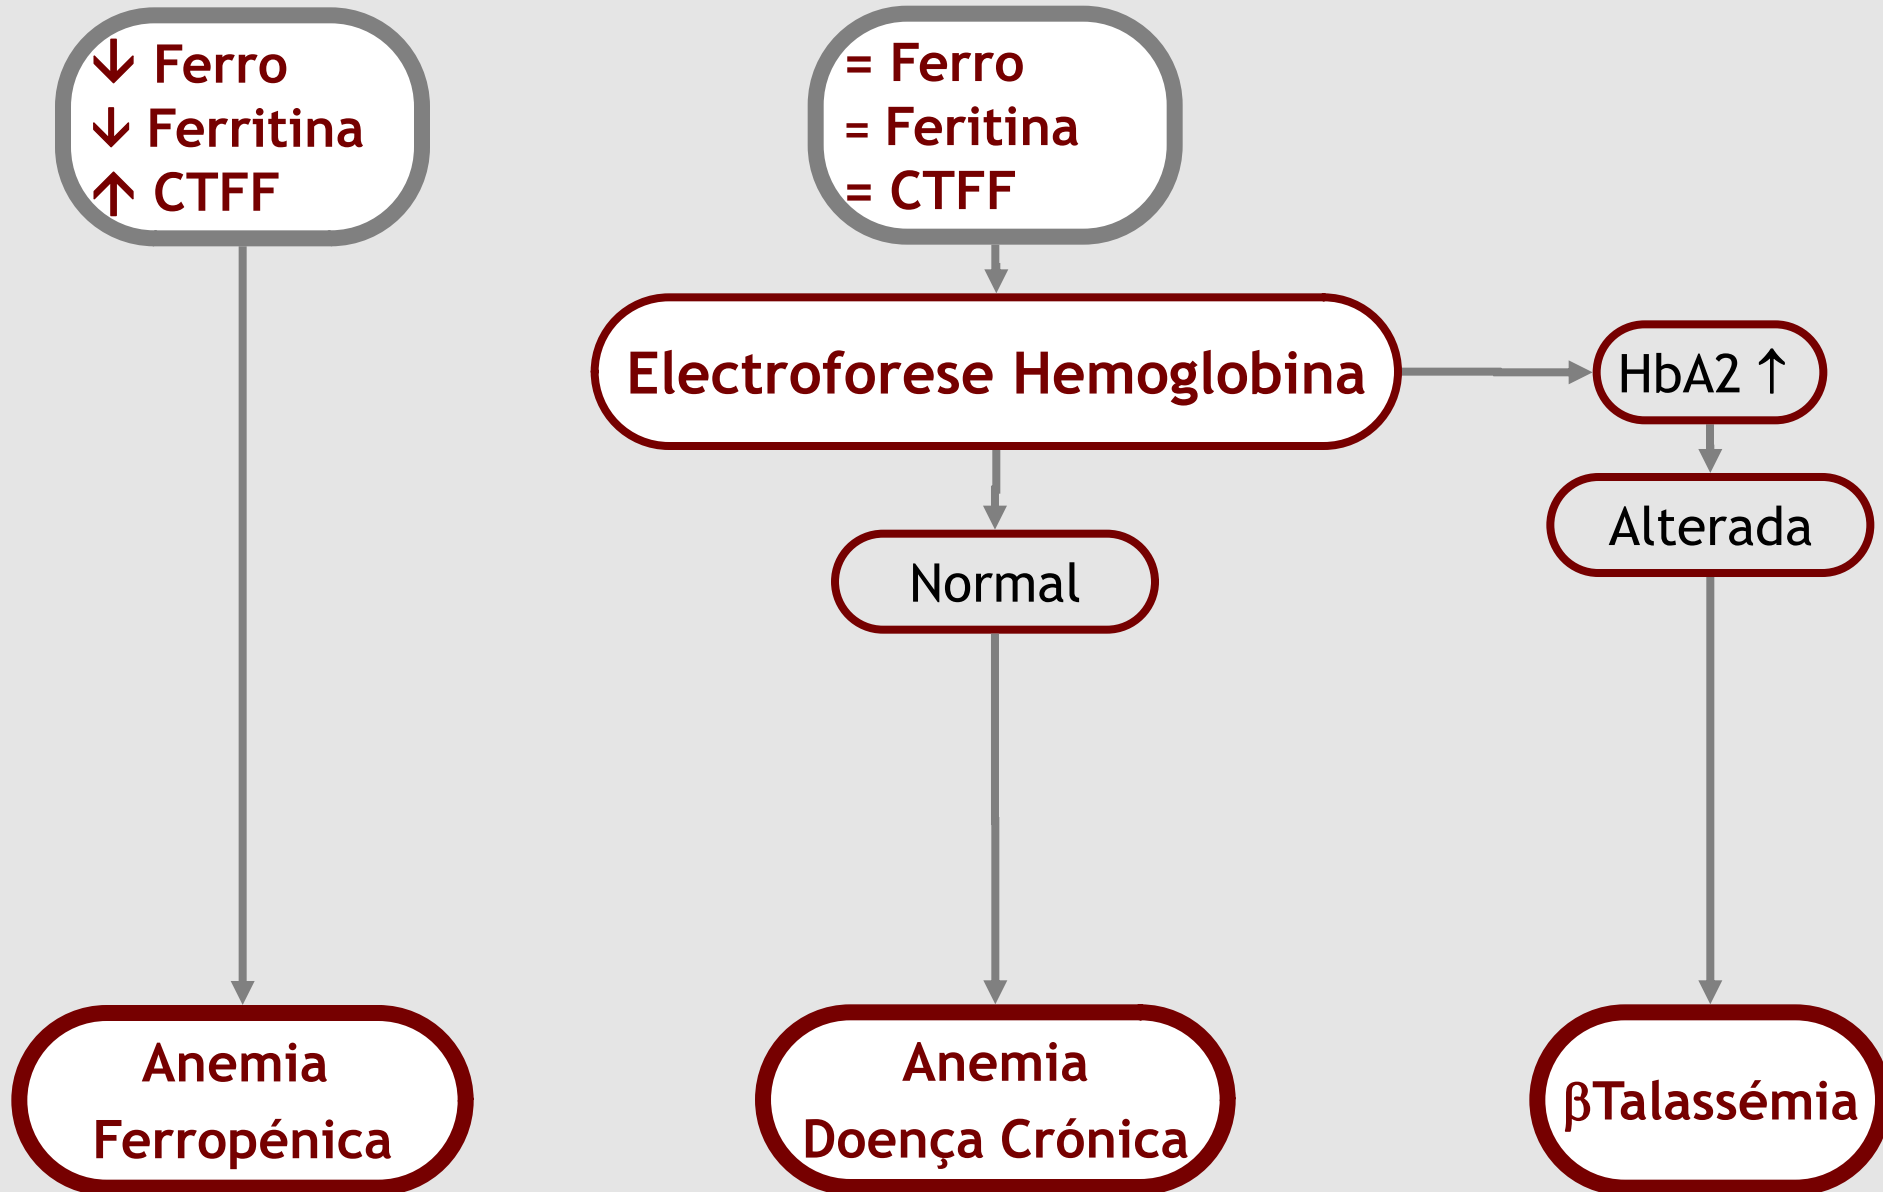 ↓ Ferro
↓ Ferritina
↑ CTFF
= Ferro
= Feritina
= CTFF
Electroforese Hemoglobina
HbA2 ↑
Alterada
Normal
Anemia
Ferropénica
Anemia
Doença Crónica
βTalassémia